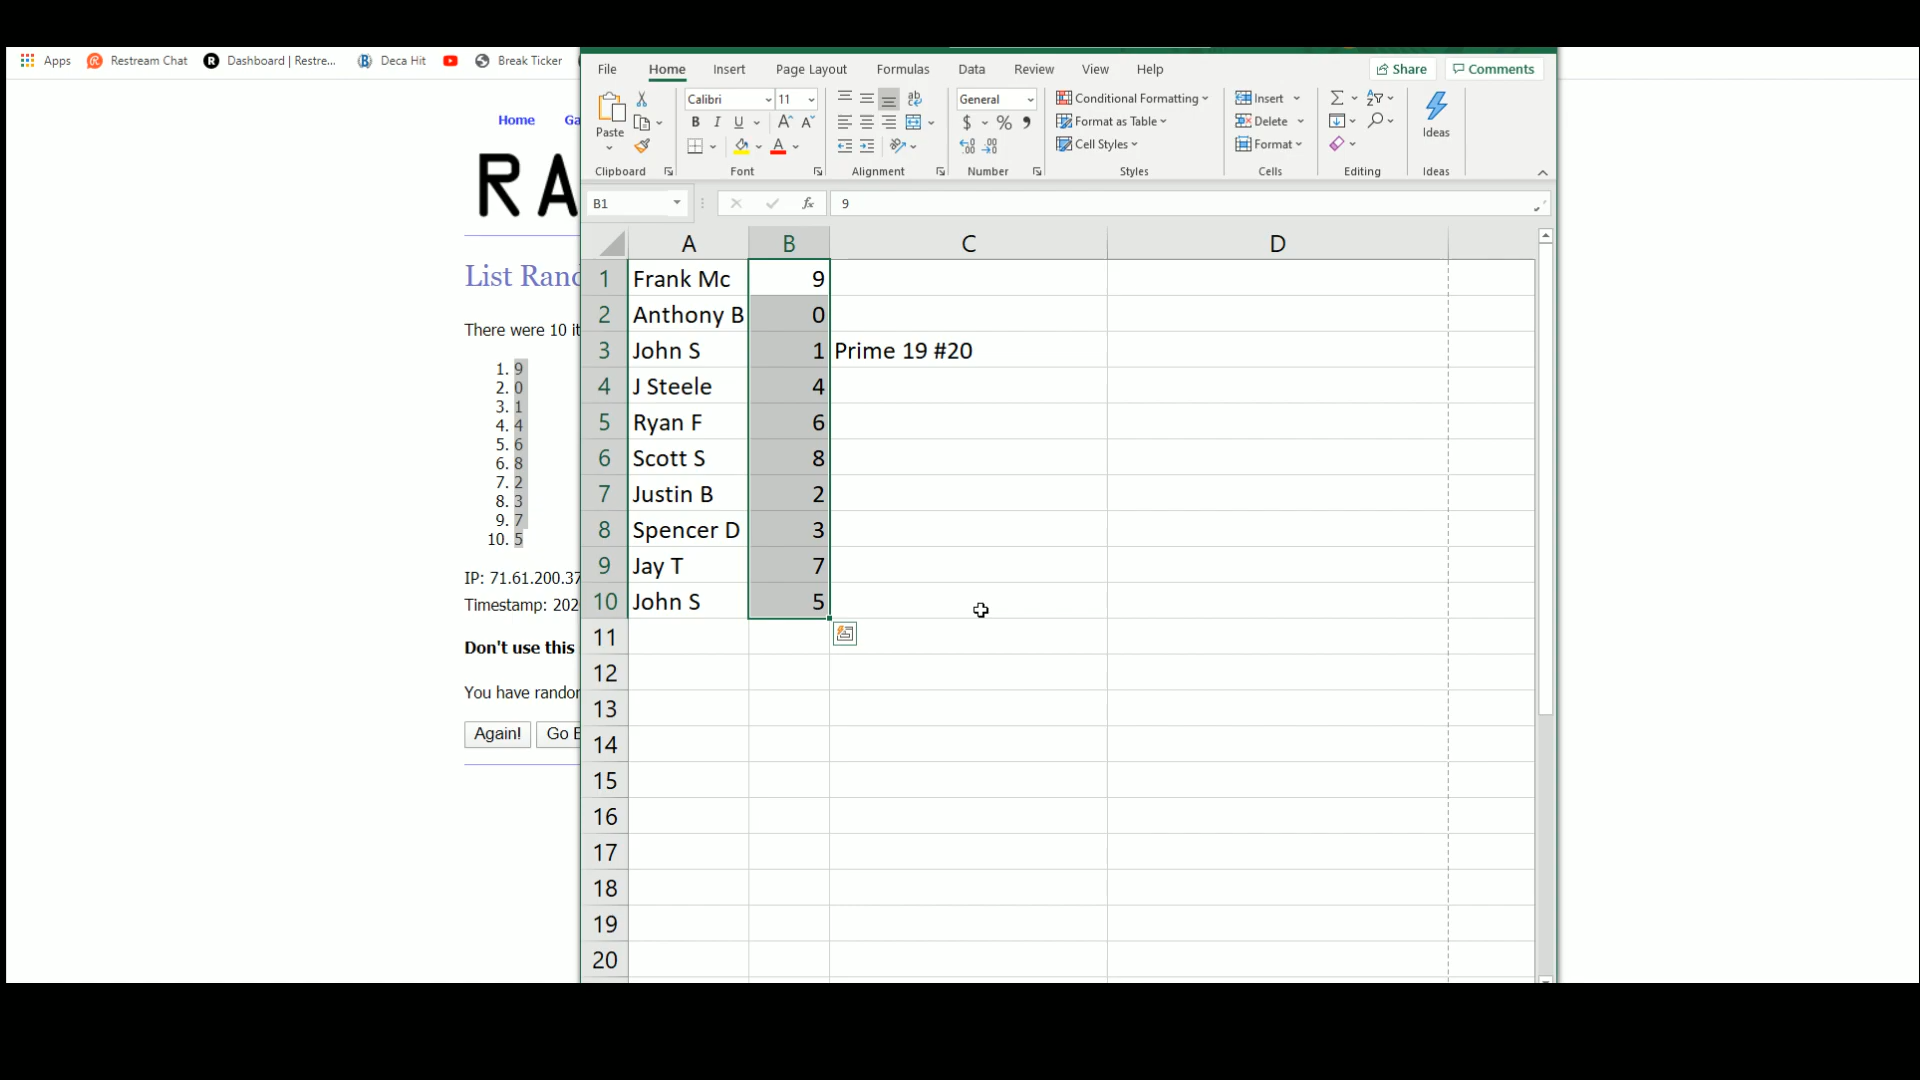 Apps Restream Chat Dashboard | Restre... Deca Hit Break Ticker
Home Ga
RA
List Rand
There were 10 it
1. 9
2. 0
3. 1
4. 4
5. 6
6. 8
7. 2
8. 3
9. 7
10. 5
IP: 71.61.200.37
Timestamp: 202
Don't use this
You have randor
Again! Go B
File Home Insert Page Layout Formulas Data Review View Help Share Comments
Paste Calibri 11 General Conditional Formatting Insert Ideas
B I U $ % Format as Table Delete
Cell Styles Format
Clipboard Font Alignment Number Styles Cells Editing Ideas
B1 fx 9
A B C D
1 Frank Mc 9
2 Anthony B 0
3 John S 1 Prime 19 #20
4 J Steele 4
5 Ryan F 6
6 Scott S 8
7 Justin B 2
8 Spencer D 3
9 Jay T 7
10 John S 5
11
12
13
14
15
16
17
18
19
20